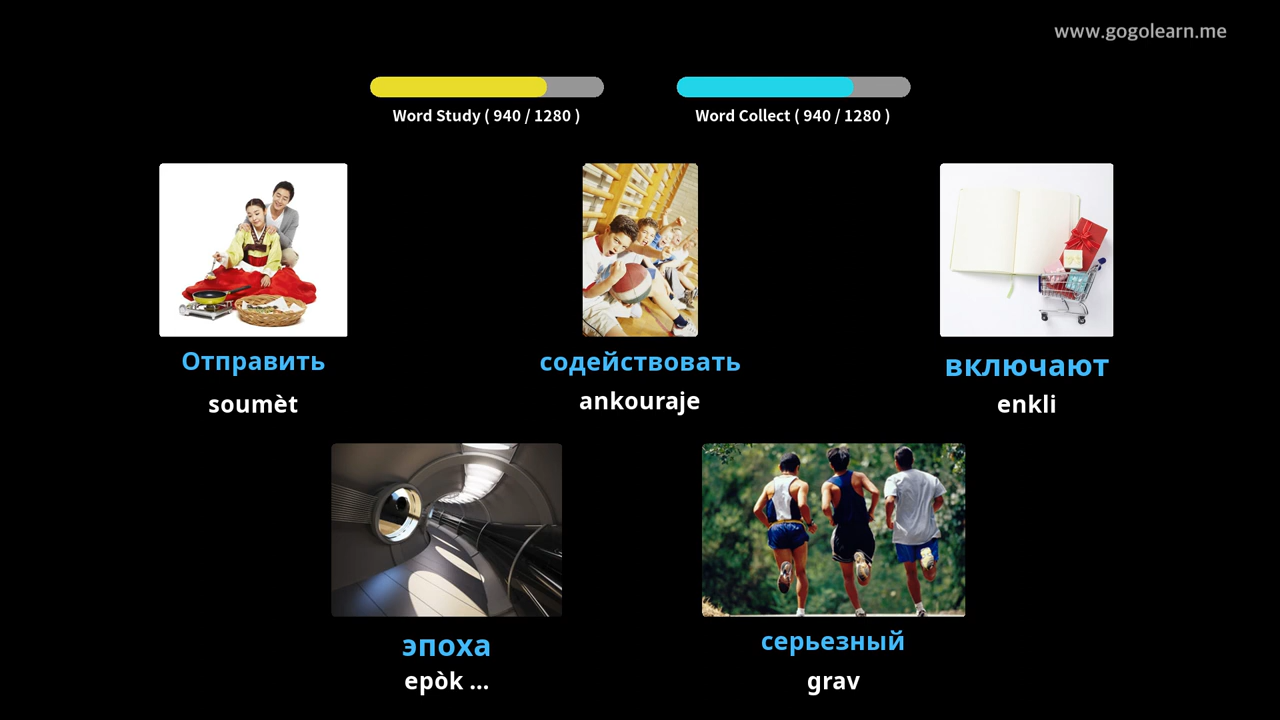 www.gogolearn.me
Word Study ( 940 / 1280 )
Word Collect ( 940 / 1280 )
Отправить
soumèt
содействовать
ankouraje
включают
enkli
эпоха
epòk ...
серьезный
grav